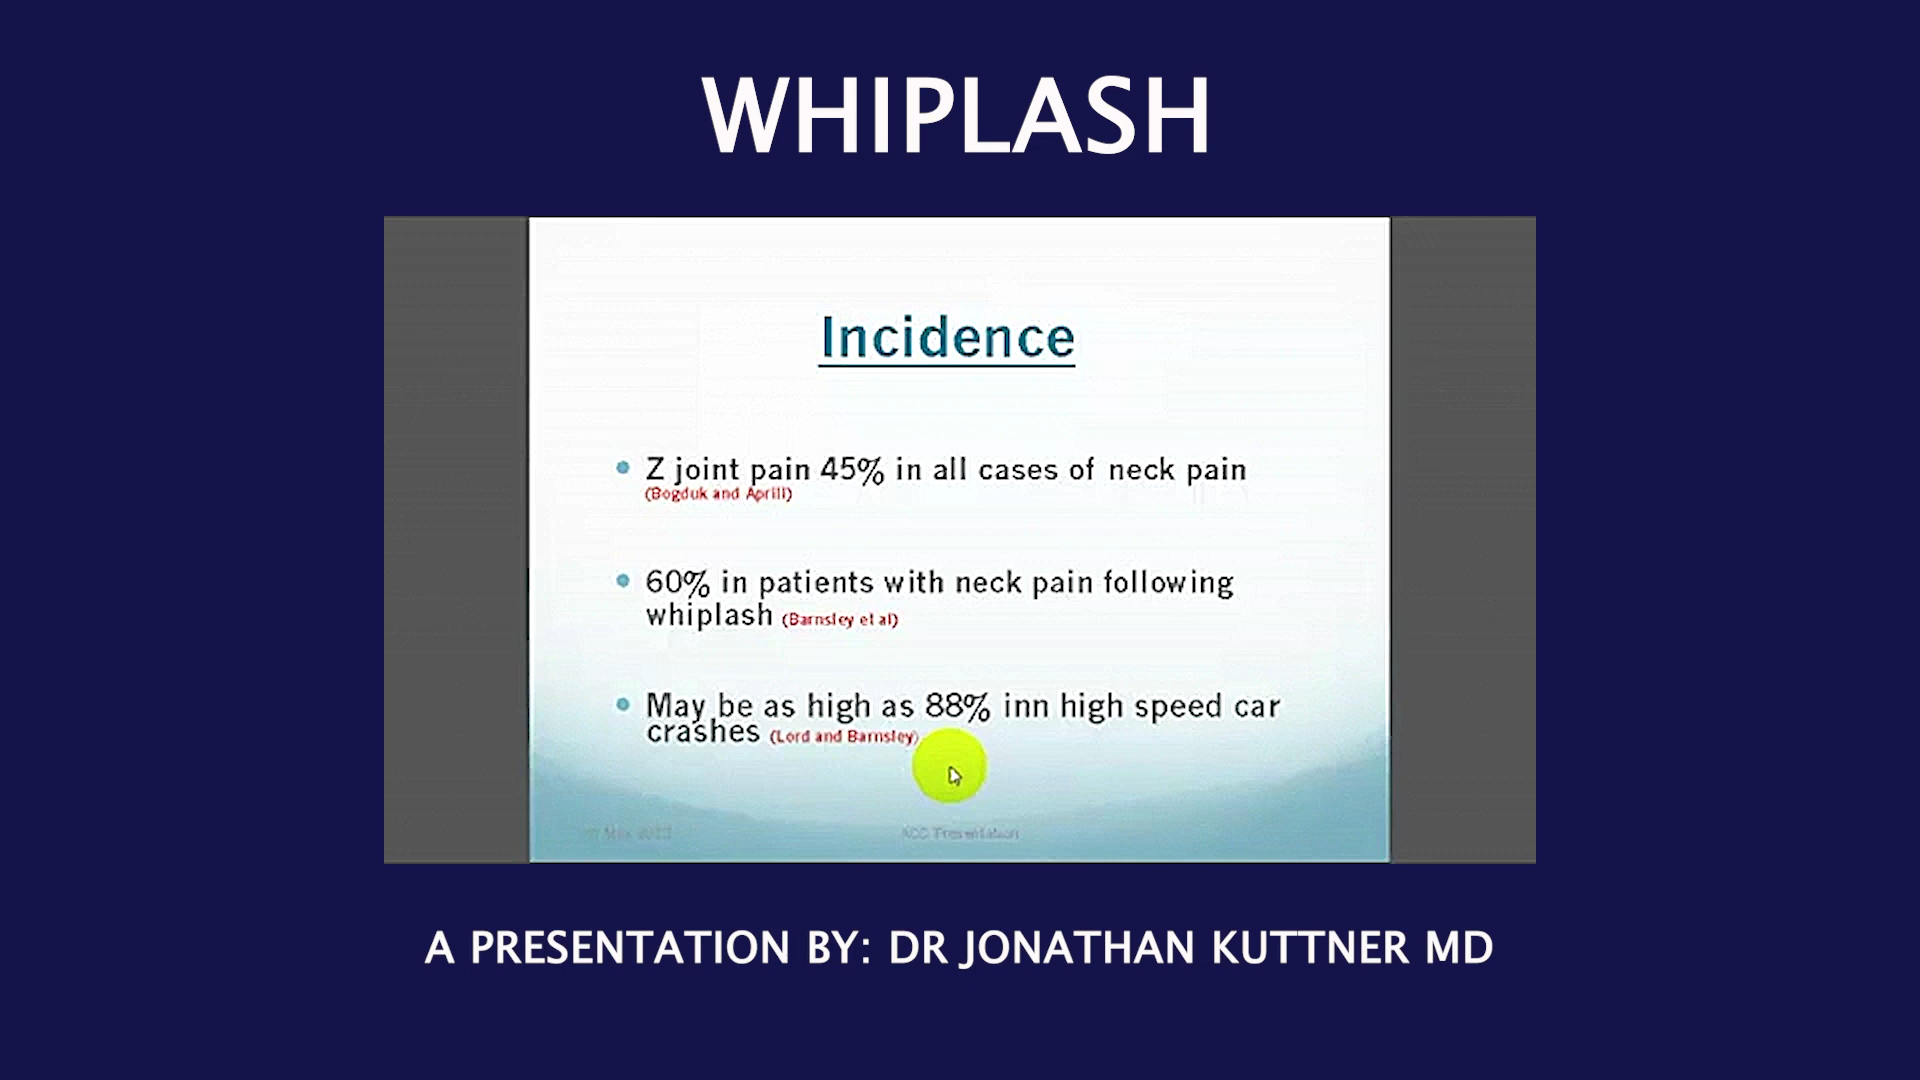 WHIPLASH
Incidence
Z joint pain 45% in all cases of neck pain
(Bogduk and Aprill)
60% in patients with neck pain following
whiplash (Barnsley et al)
May be as high as 88% inn high speed car
crashes (Lord and Barnsley)
ACC Presentation
A PRESENTATION BY: DR JONATHAN KUTTNER MD